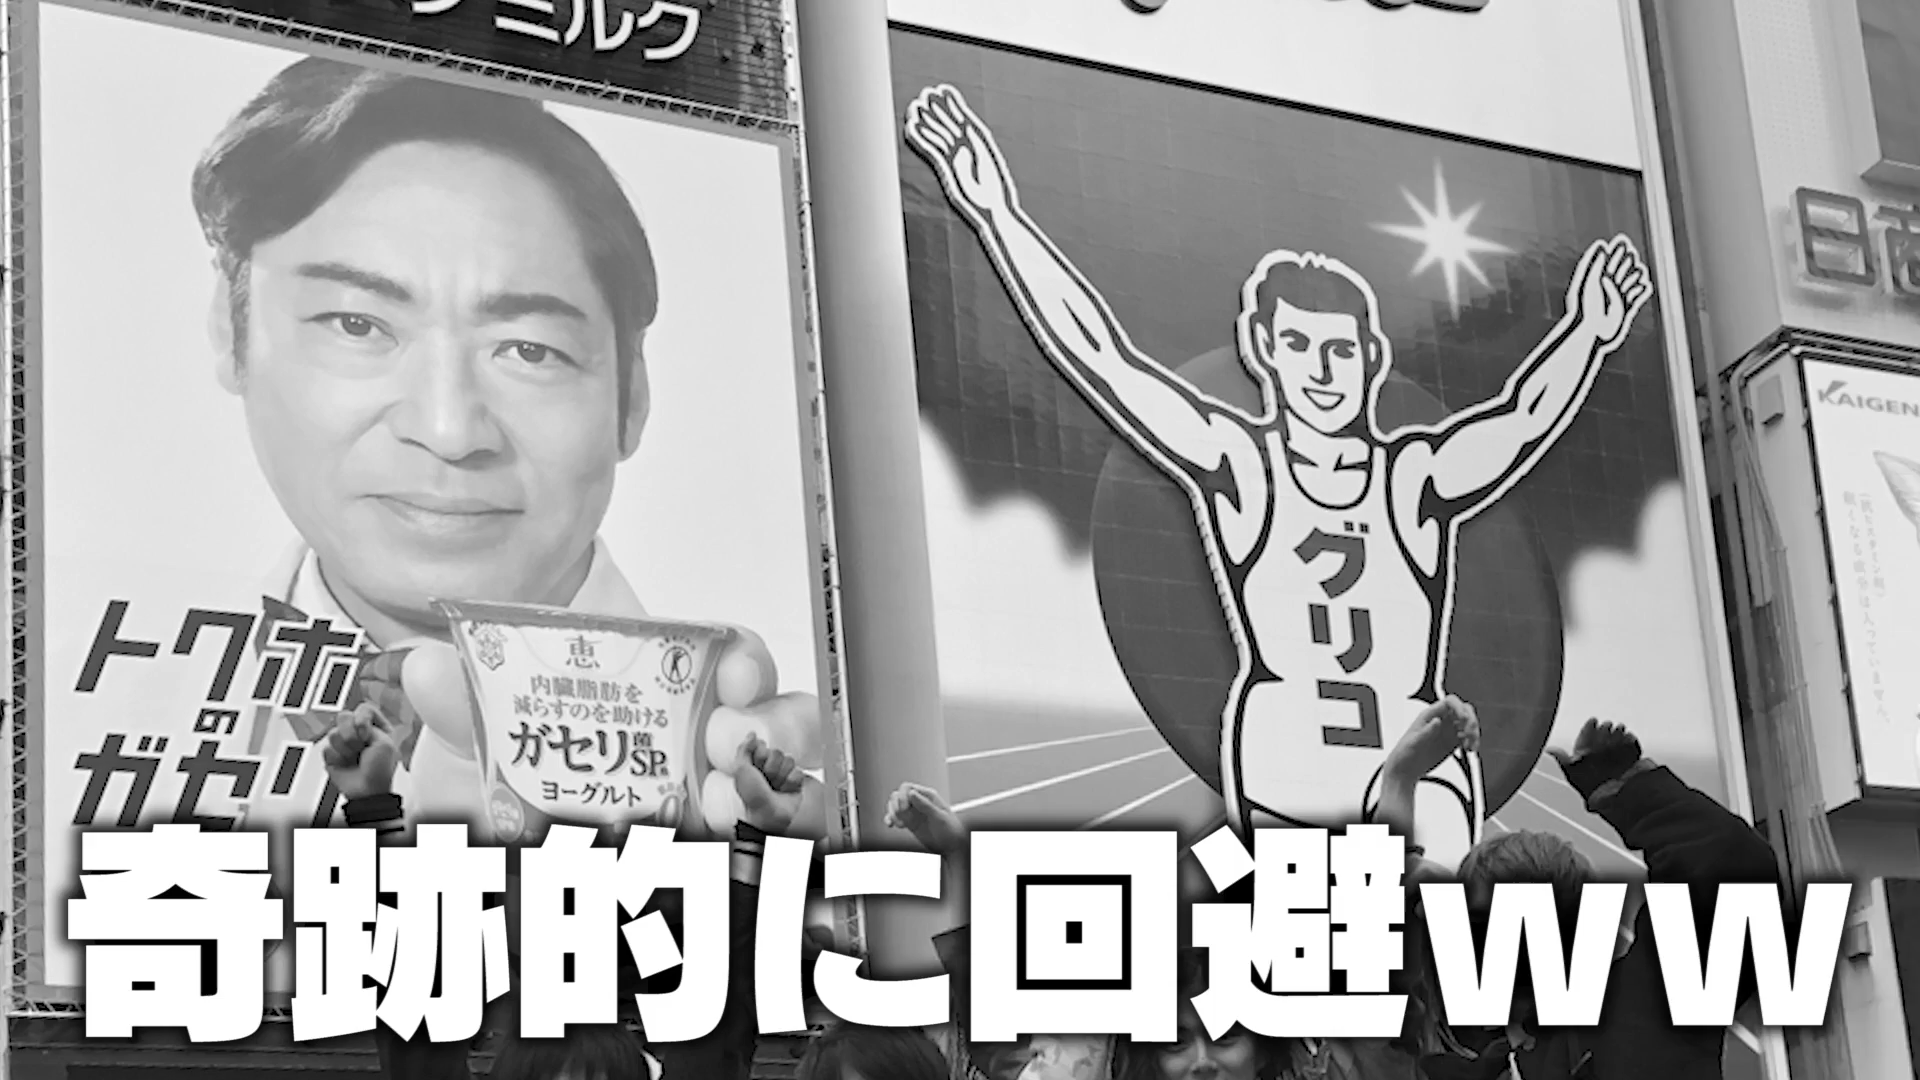 ミルク
トクホ
の
ガセリ
恵
内臓脂肪を
減らすのを助ける
ガセリ菌
SP株
ヨーグルト
グリコ
日商
KAIGEN
奇跡的に回避ww